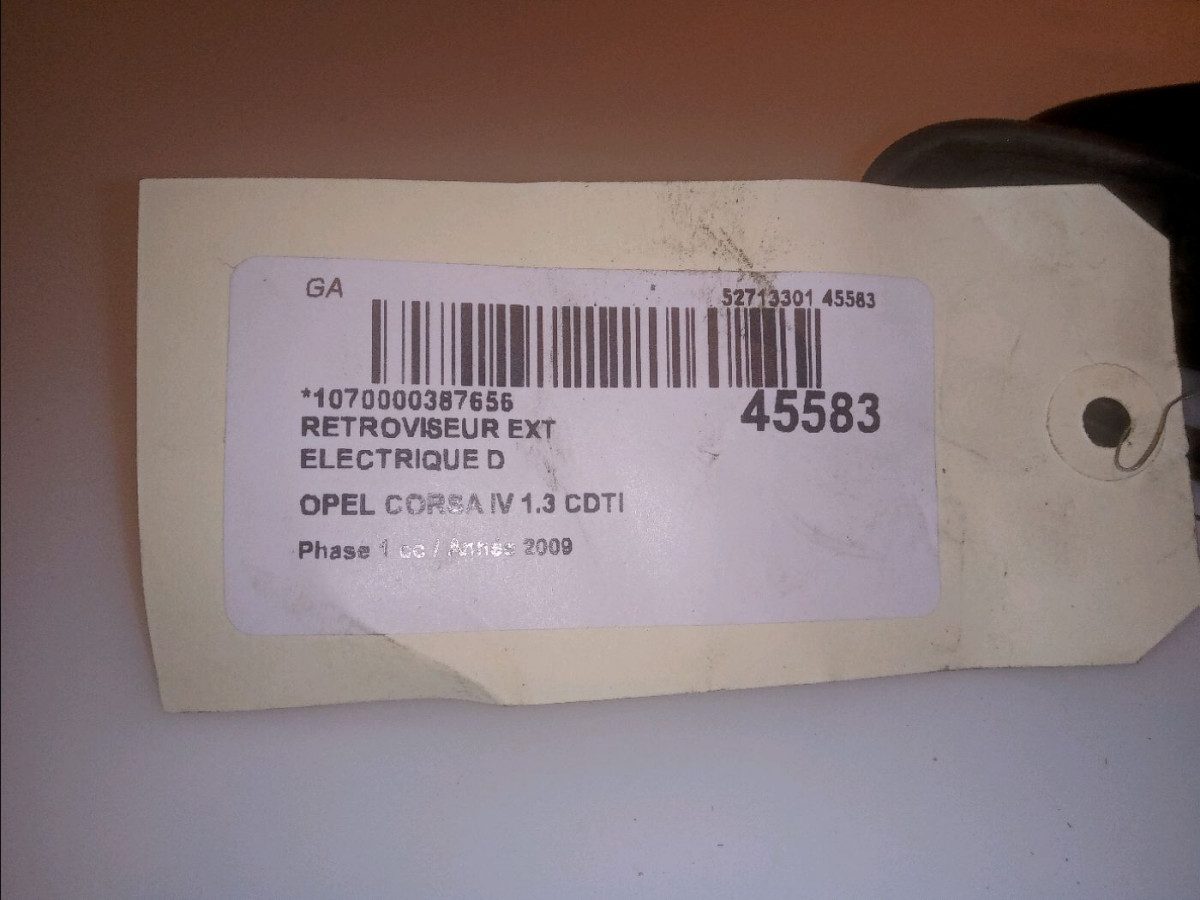 GA
52713301 45583
*1070000387656
45583
RETROVISEUR EXT
ELECTRIQUE D
OPEL CORSA IV 1.3 CDTI
Phase 1 cc / Année 2009